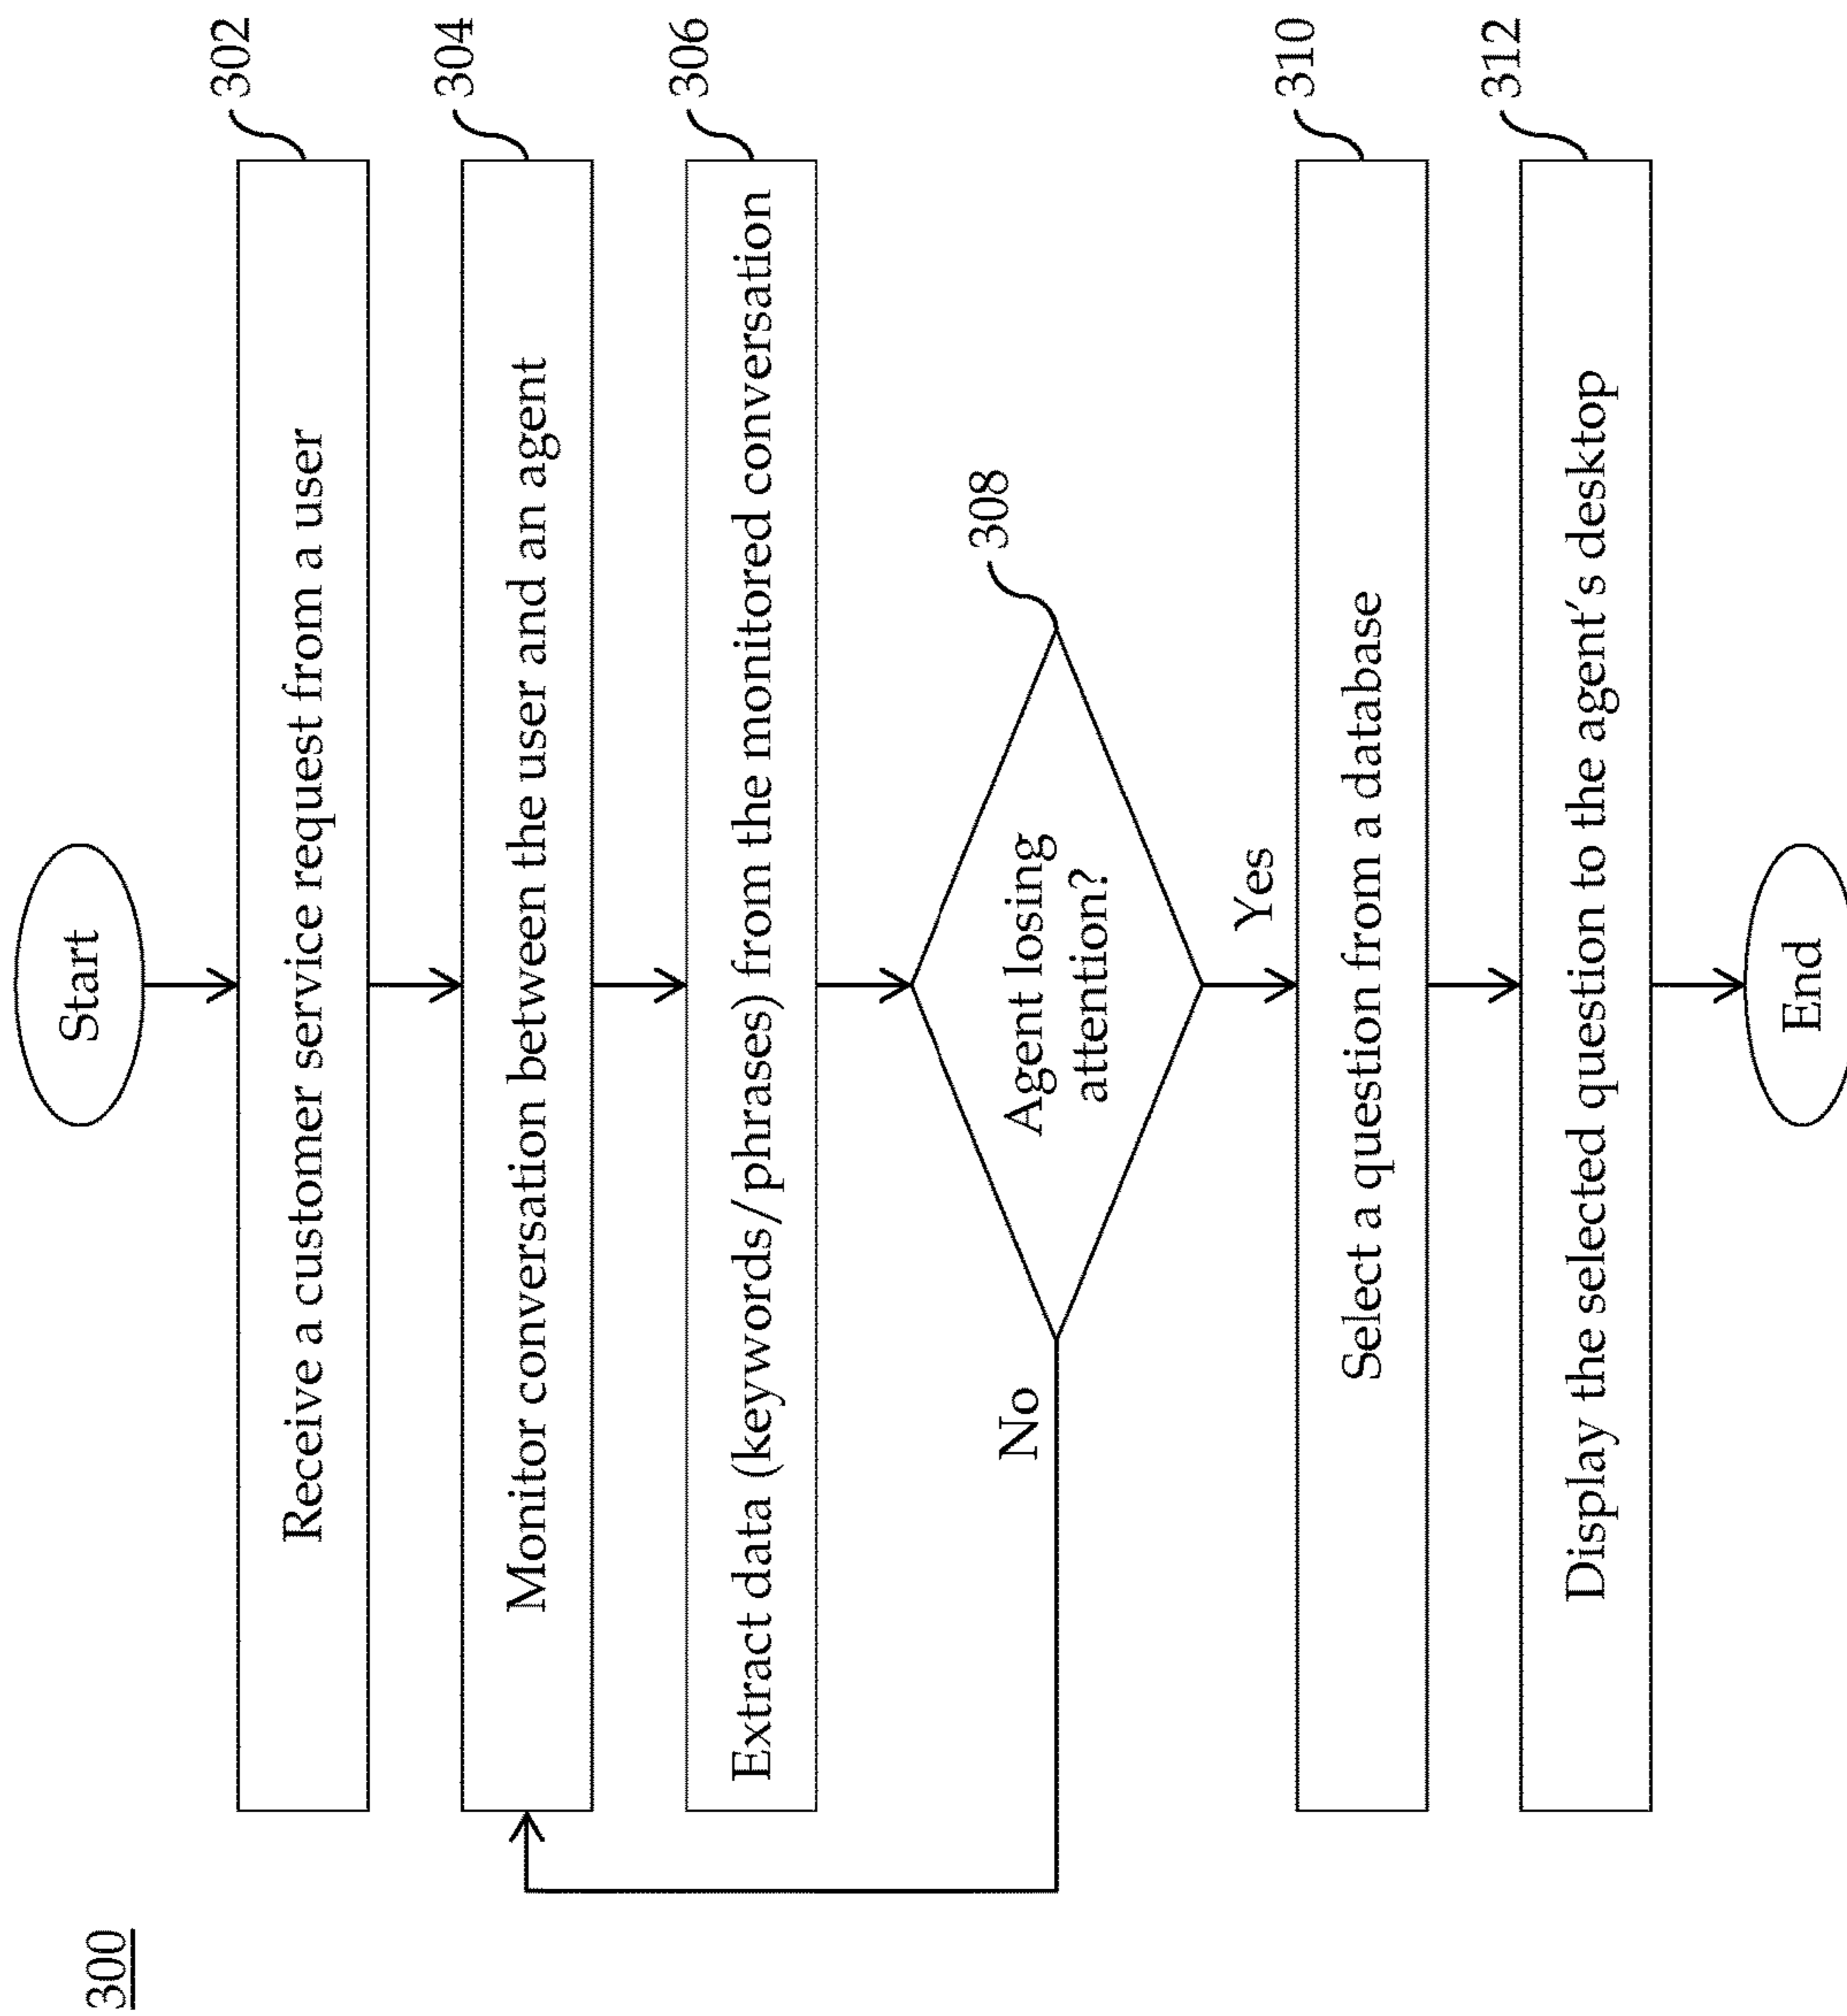 300
Start
Receive a customer service request from a user
302
Monitor conversation between the user and an agent
304
Extract data (keywords/phrases) from the monitored conversation
306
Agent losing
attention?
308
No
Yes
Select a question from a database
310
Display the selected question to the agent's desktop
312
End